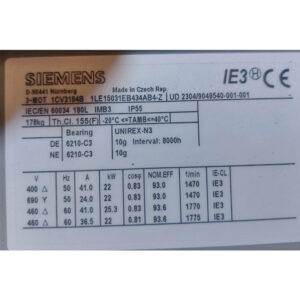 SIEMENS IE3 H CE
D-90441 Nürnberg Made in Czech Rep.
3-MOT 1CV3184B 1LE15031EB434AB4-Z UD 2304/9049540-001-001
IEC/EN 60034 180L IMB3 IP55
178kg Th.Cl. 155(F) -20°C <=TAMB<=40°C
Bearing UNIREX-N3
DE 6210-C3 10g Interval: 8000h
NE 6210-C3 10g
V Hz A kW cosφ NOM.EFF 1/min IE-CL
400 Δ 50 41.0 22 0.83 93.0 1470 IE3
690 Y 50 24.0 22 0.83 93.0 1470 IE3
460 Δ 60 41.0 25.3 0.83 93.6 1770 IE3
460 Δ 60 36.5 22 0.81 93.6 1775 IE3